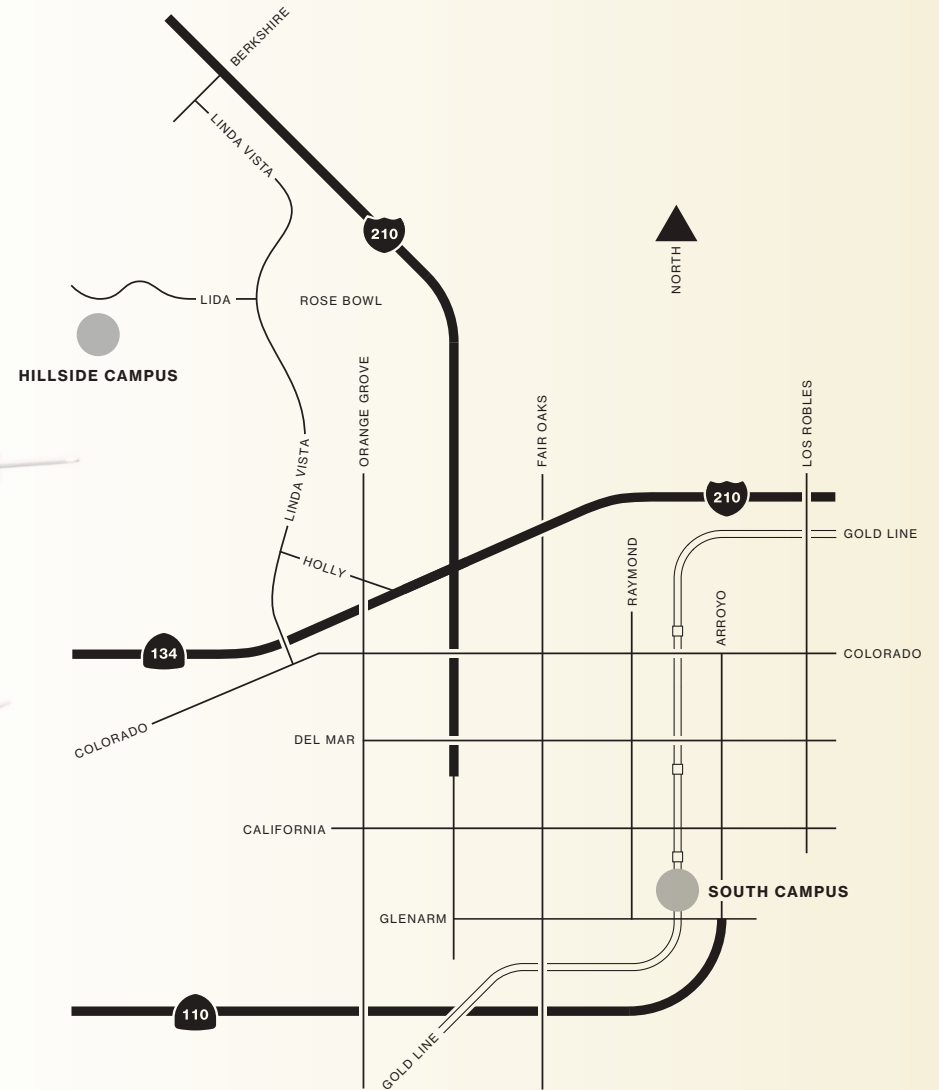 BERKSHIRE
LINDA VISTA
210
NORTH
LIDA
ROSE BOWL
HILLSIDE CAMPUS
ORANGE GROVE
FAIR OAKS
LOS ROBLES
LINDA VISTA
210
GOLD LINE
RAYMOND
HOLLY
ARROYO
134
COLORADO
COLORADO
DEL MAR
CALIFORNIA
SOUTH CAMPUS
GLENARM
110
GOLD LINE